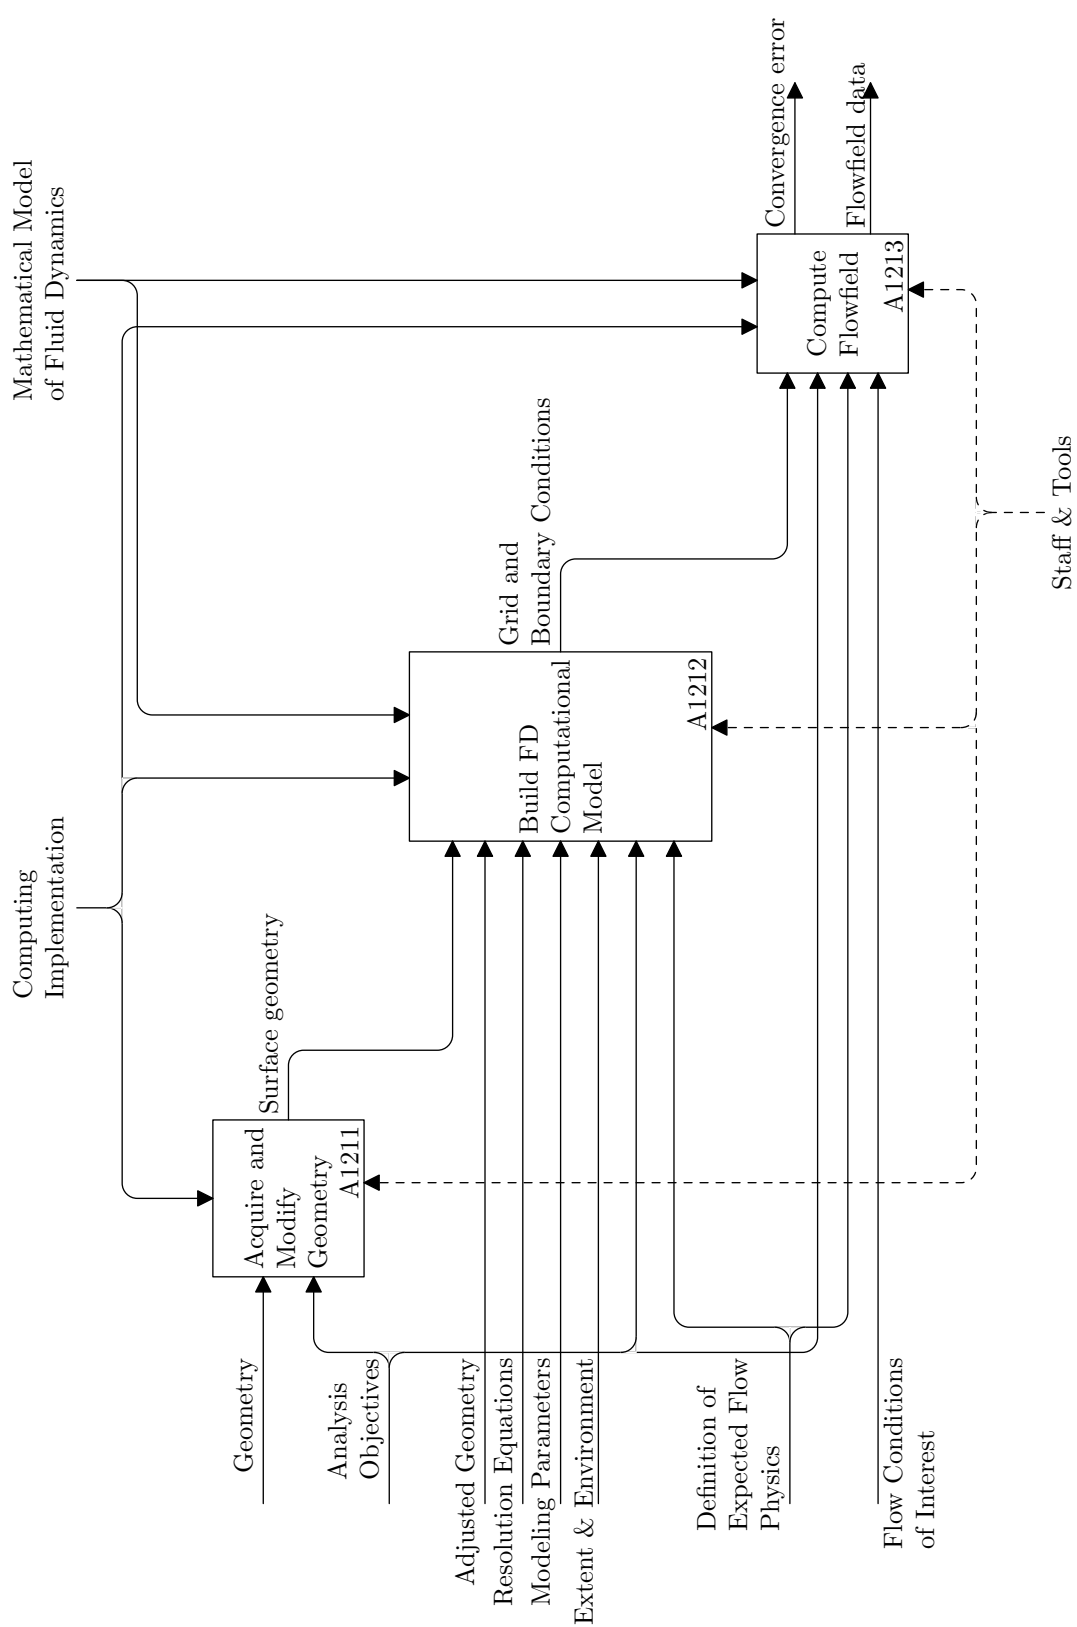 Computing
Implementation
Mathematical Model
of Fluid Dynamics
Geometry
Analysis
Objectives
Acquire and
Modify
Geometry
A1211
Surface geometry
Adjusted Geometry
Resolution Equations
Modeling Parameters
Extent & Environment
Build FD
Computational
Model
A1212
Grid and
Boundary Conditions
Definition of
Expected Flow
Physics
Flow Conditions
of Interest
Compute
Flowfield
A1213
Convergence error
Flowfield data
Staff & Tools